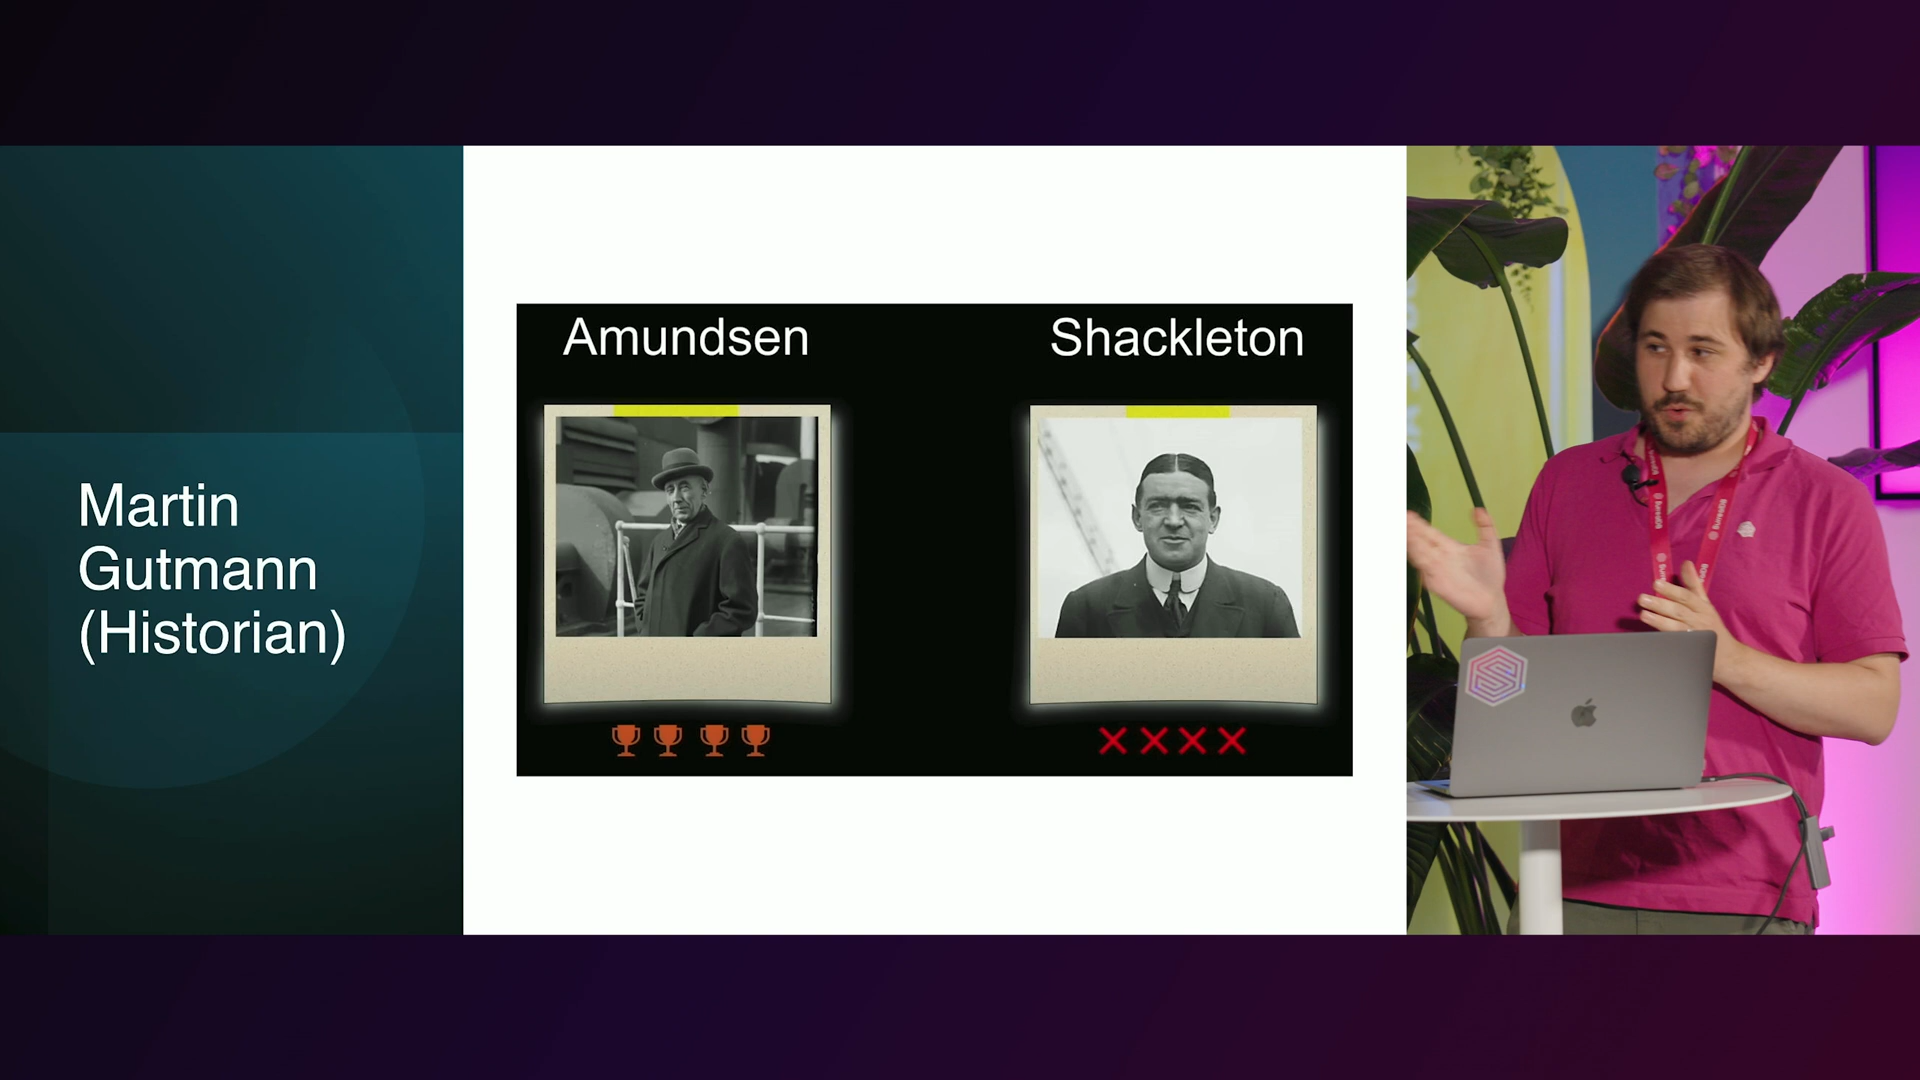 Martin
Gutmann
(Historian)
Amundsen
Shackleton